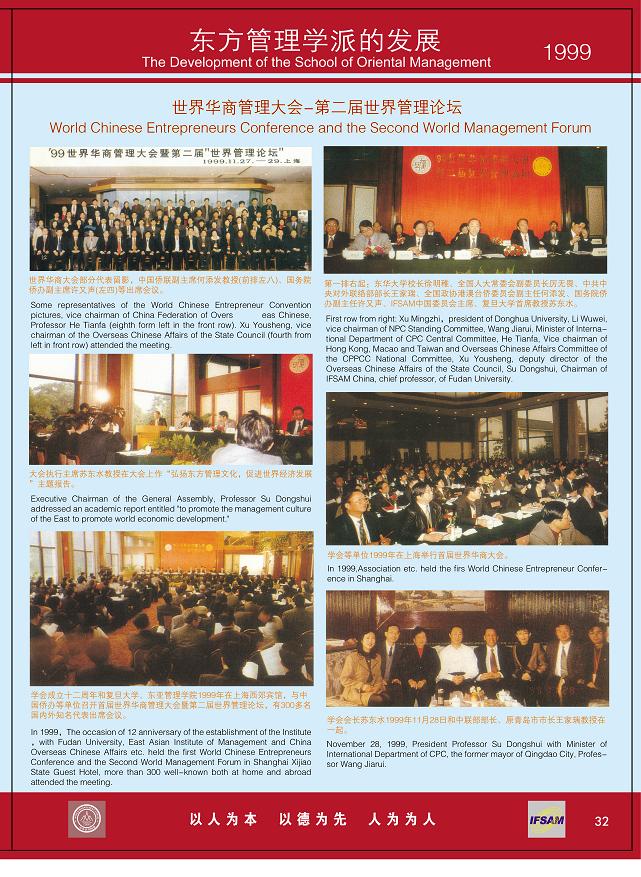 东方管理学派的发展
The Development of the School of Oriental Management
1999
世界华商管理大会-第二届世界管理论坛
World Chinese Entrepreneurs Conference and the Second World Management Forum
'99世界华商管理大会暨第二届"世界管理论坛"
1999.11.27.—29.上海
世界华商大会部分代表留影，中国侨联副主席何添发教授(前排左八)、国务院
侨办副主席许又声(左四)等出席会议。
Some representatives of the World Chinese Entrepreneur Convention
pictures, vice chairman of China Federation of Overs eas Chinese,
Professor He Tianfa (eighth form left in the front row). Xu Yousheng, vice
chairman of the Overseas Chinese Affairs of the State Council (fourth from
left in front row) attended the meeting.
大会执行主席苏东水教授在大会上作“弘扬东方管理文化，促进世界经济发展
”主题报告。
Executive Chairman of the General Assembly, Professor Su Dongshui
addressed an academic report entitled "to promote the management culture
of the East to promote world economic development."
学会成立十二周年和复旦大学、东亚管理学院1999年在上海西郊宾馆，与中
国侨办等单位召开首届世界华商管理大会暨第二届世界管理论坛，有300多名
国内外知名代表出席会议。
In 1999，The occasion of 12 anniversary of the establishment of the Institute
, with Fudan University, East Asian Institute of Management and China
Overseas Chinese Affairs etc. held the first World Chinese Entrepreneurs
Conference and the Second World Management Forum in Shanghai Xijiao
State Guest Hotel, more than 300 well-known both at home and abroad
attended the meeting.
第一排右起，东华大学校长徐明稚、全国人大常委会副委员长厉无畏、中共中
央对外联络部部长王家瑞、全国政协港澳台侨委员会副主任何添发、国务院侨
办副主任许又声、IFSAM中国委员会主席、复旦大学首席教授苏东水。
First row from right: Xu Mingzhi，president of Donghua University, Li Wuwei,
vice chairman of NPC Standing Committee, Wang Jiarui, Minister of Interna-
tional Department of CPC Central Committee, He Tianfa, Vice chairman of
Hong Kong, Macao and Taiwan and Overseas Chinese Affairs Committee of
the CPPCC National Committee, Xu Yousheng, deputy director of the
Overseas Chinese Affairs of the State Council, Su Dongshui, Chairman of
IFSAM China, chief professor, of Fudan University.
学会等单位1999年在上海举行首届世界华商大会。
In 1999,Association etc. held the firs World Chinese Entrepreneur Confer-
ence in Shanghai.
学会会长苏东水1999年11月28日和中联部部长、原青岛市市长王家瑞教授在
一起。
November 28, 1999, President Professor Su Dongshui with Minister of
International Department of CPC, the former mayor of Qingdao City, Profes-
sor Wang Jiarui.
以人为本 以德为先 人为为人
IFSAM
32